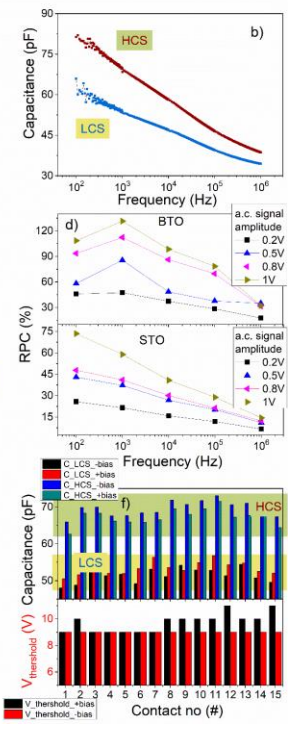 b)
HCS
LCS
Capacitance (pF)
90
75
60
45
30
10² 10³ 10⁴ 10⁵ 10⁶
Frequency (Hz)
d)
BTO
a.c. signal
amplitude
0.2V
0.5V
0.8V
1V
120
90
60
30
0
RPC (%)
STO
a.c. signal
amplitude
0.2V
0.5V
0.8V
1V
75
60
45
30
15
10² 10³ 10⁴ 10⁵ 10⁶
Frequency (Hz)
C_LCS_-bias
C_LCS_+bias
C_HCS_-bias
C_HCS_+bias
f)
HCS
LCS
Capacitance (pF)
70
60
50
V_threshold (V)
10
8
6
1 2 3 4 5 6 7 8 9 10 11 12 13 14 15
Contact no (#)
V_thershold_+bias
V_thershold_-bias